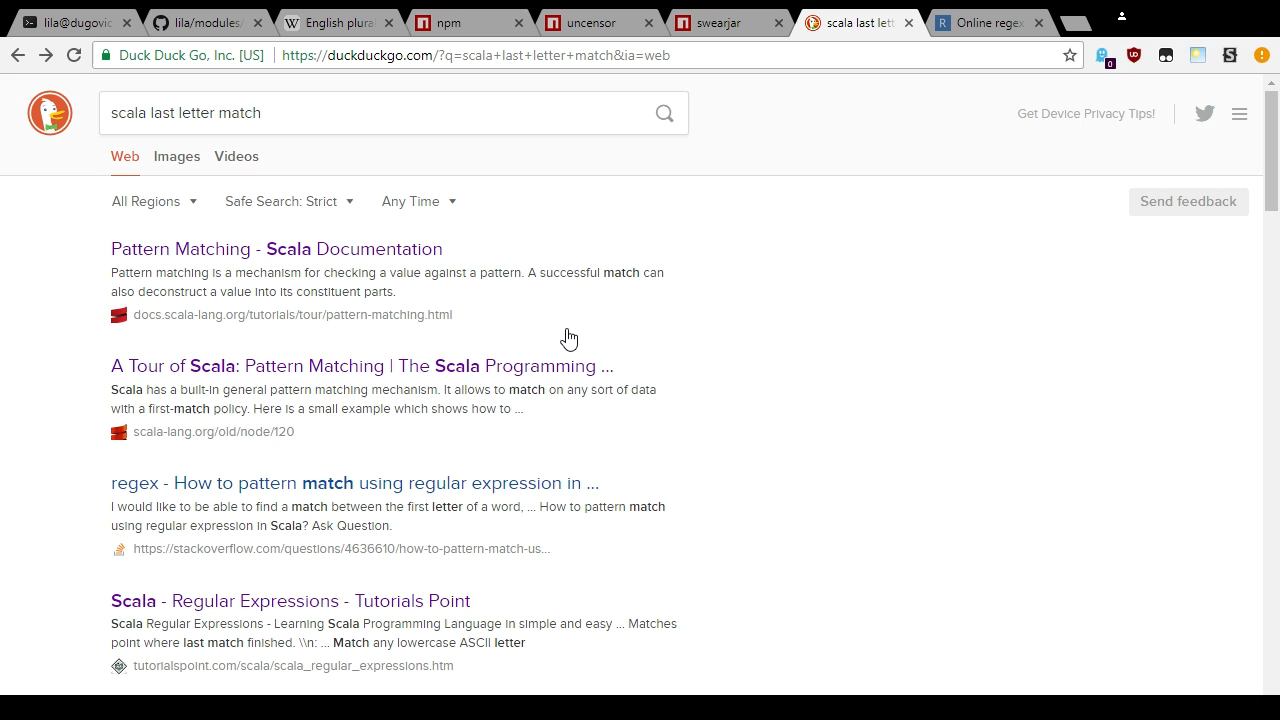 lila@dugovic
lila/modules/
English plural
npm
uncensor
swearjar
scala last lett
Online regex
Duck Duck Go, Inc. [US]
https://duckduckgo.com/?q=scala+last+letter+match&ia=web
0
scala last letter match
Get Device Privacy Tips!
Web Images Videos
All Regions Safe Search: Strict Any Time
Send feedback
Pattern Matching - Scala Documentation
Pattern matching is a mechanism for checking a value against a pattern. A successful match can
also deconstruct a value into its constituent parts.
docs.scala-lang.org/tutorials/tour/pattern-matching.html
A Tour of Scala: Pattern Matching | The Scala Programming ...
Scala has a built-in general pattern matching mechanism. It allows to match on any sort of data
with a first-match policy. Here is a small example which shows how to ...
scala-lang.org/old/node/120
regex - How to pattern match using regular expression in ...
I would like to be able to find a match between the first letter of a word, ... How to pattern match
using regular expression in Scala? Ask Question.
https://stackoverflow.com/questions/4636610/how-to-pattern-match-us...
Scala - Regular Expressions - Tutorials Point
Scala Regular Expressions - Learning Scala Programming Language in simple and easy ... Matches
point where last match finished. \\n: ... Match any lowercase ASCII letter
tutorialspoint.com/scala/scala_regular_expressions.htm